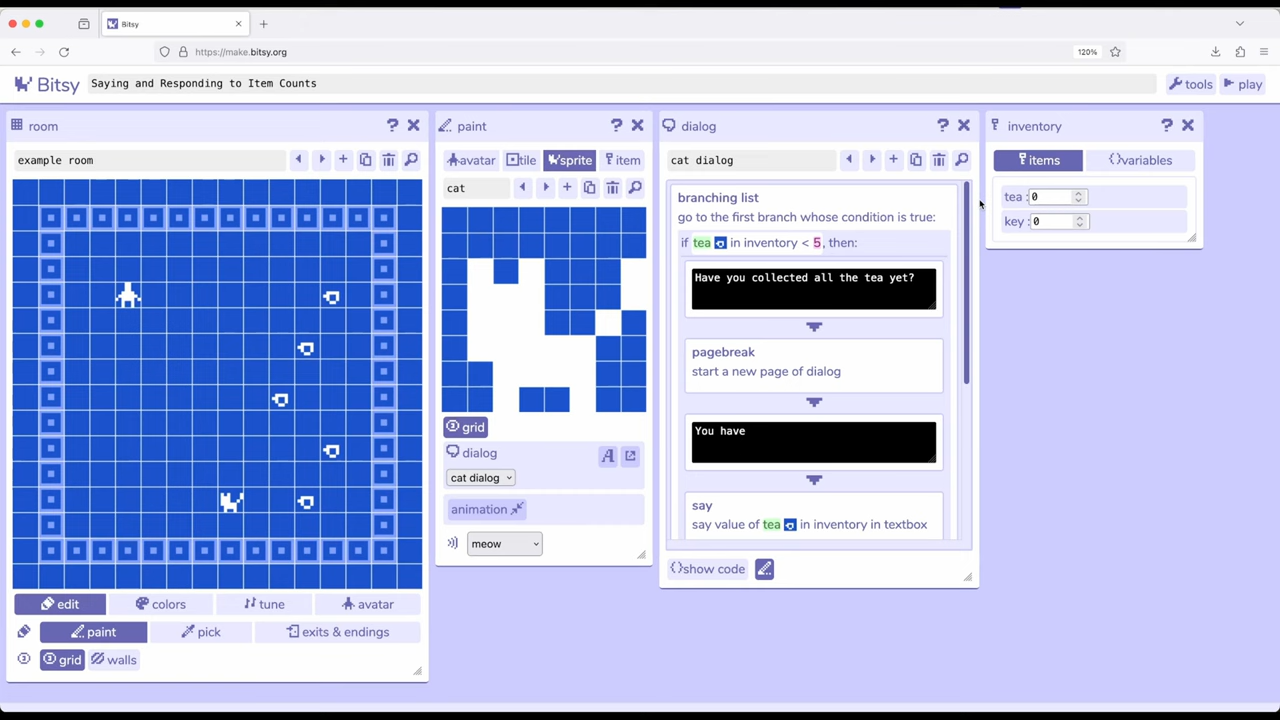 Bitsy
https://make.bitsy.org
120%
Bitsy
Saying and Responding to Item Counts
tools
play
room
?
example room
edit
colors
tune
avatar
paint
pick
exits & endings
grid
walls
paint
?
avatar
tile
sprite
item
cat
grid
dialog
A
cat dialog
animation
meow
dialog
?
cat dialog
branching list
go to the first branch whose condition is true:
if tea in inventory < 5, then:
Have you collected all the tea yet?
pagebreak
start a new page of dialog
You have
say
say value of tea in inventory in textbox
{}show code
inventory
?
items
{}variables
tea : 0
key : 0